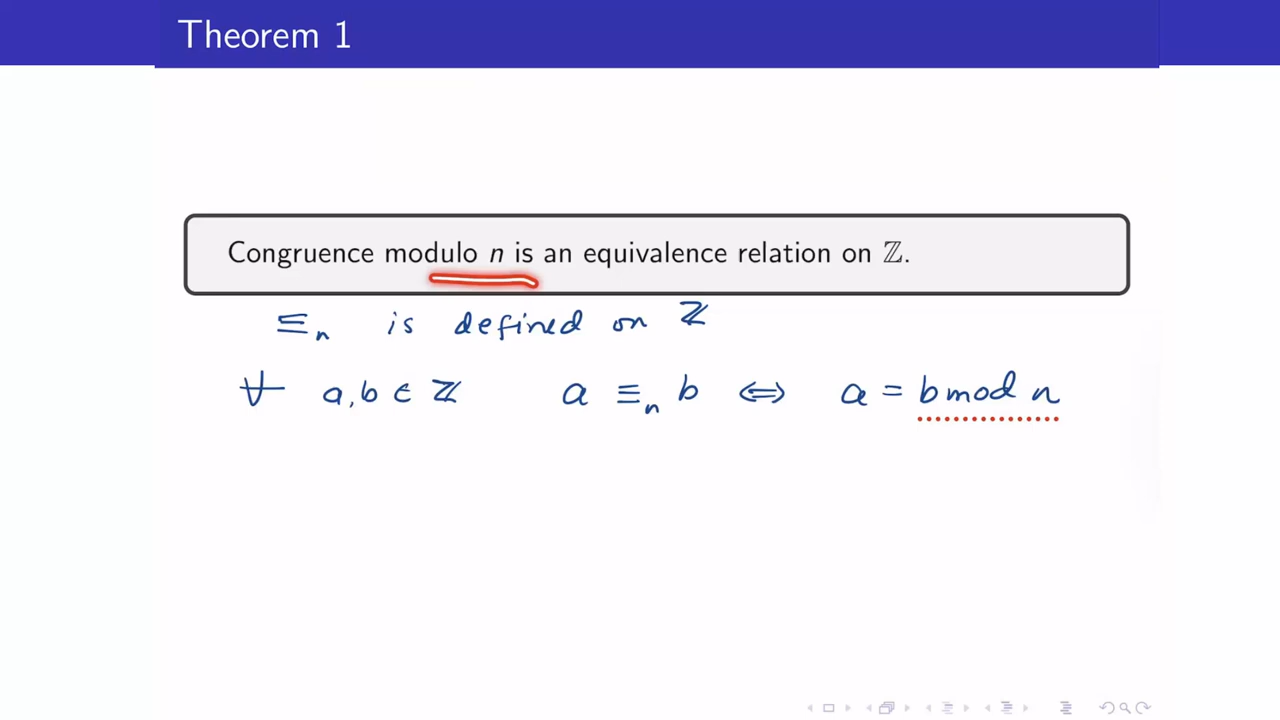 Theorem 1
Congruence modulo n is an equivalence relation on ℤ.
≡ₙ is defined on ℤ
∀ a, b ∈ ℤ a ≡ₙ b ⇔ a = b mod n